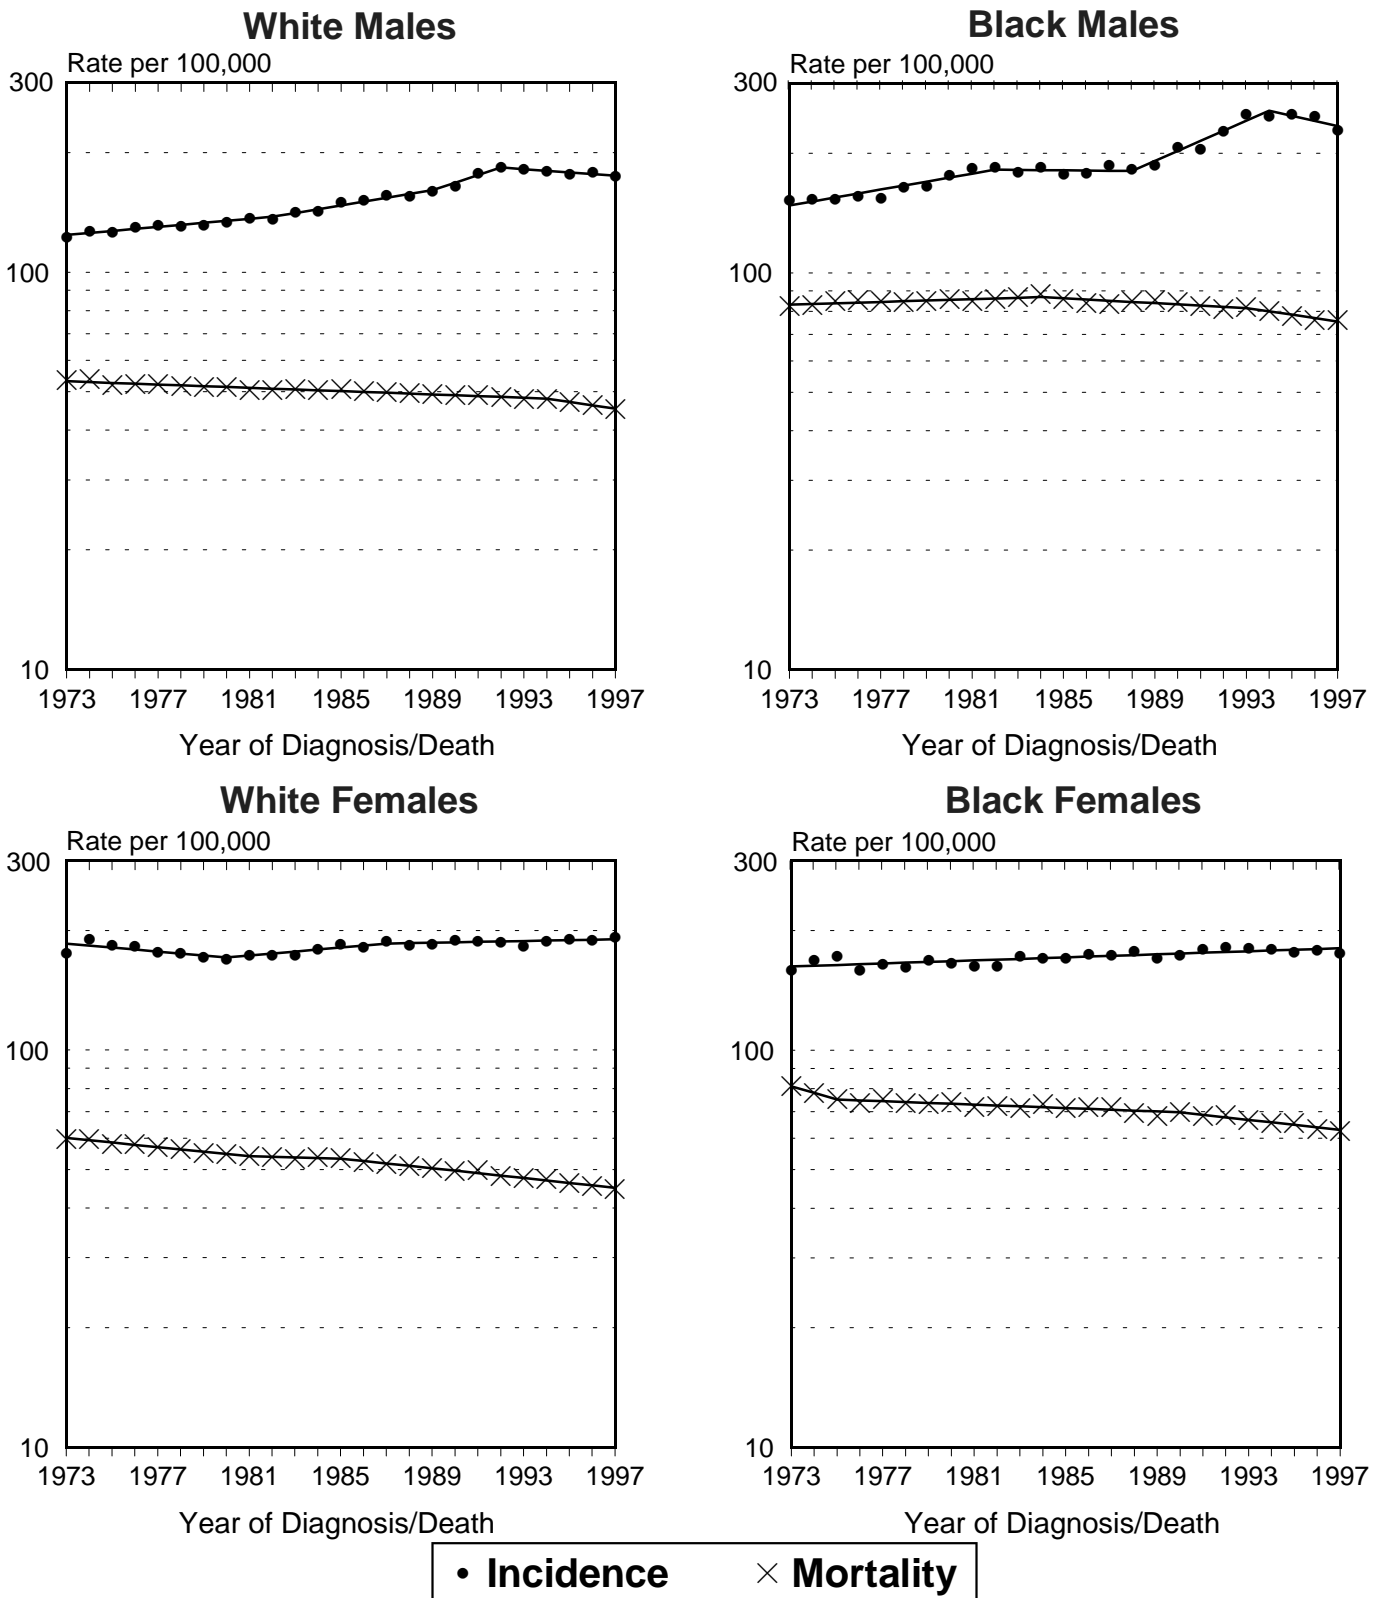 White Males
Rate per 100,000
300
100
10
1973 1977 1981 1985 1989 1993 1997
Year of Diagnosis/Death
Black Males
Rate per 100,000
300
100
10
1973 1977 1981 1985 1989 1993 1997
Year of Diagnosis/Death
White Females
Rate per 100,000
300
100
10
1973 1977 1981 1985 1989 1993 1997
Year of Diagnosis/Death
Black Females
Rate per 100,000
300
100
10
1973 1977 1981 1985 1989 1993 1997
Year of Diagnosis/Death
Incidence Mortality